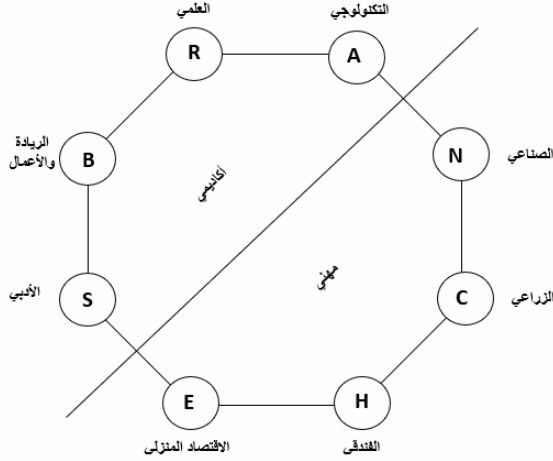 العلمي
التكنولوجي
R
A
الريادة
والأعمال
B
N
الصناعي
أكاديمي
مهني
الأدبي
S
C
الزراعي
E
H
الاقتصاد المنزلي
الفندقي